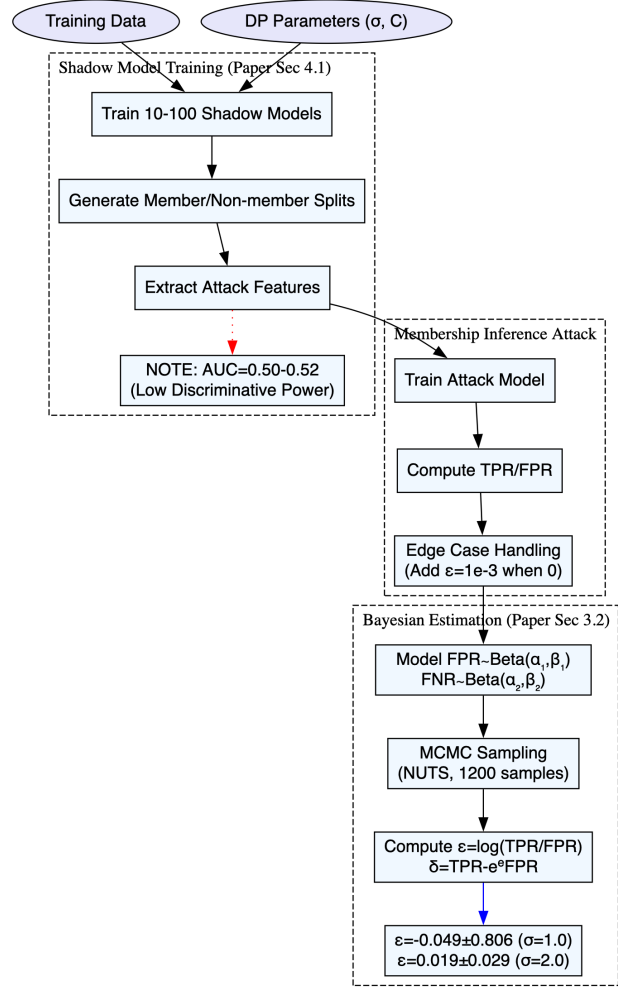 Training Data
DP Parameters (σ, C)
Shadow Model Training (Paper Sec 4.1)
Train 10-100 Shadow Models
Generate Member/Non-member Splits
Extract Attack Features
NOTE: AUC=0.50-0.52
(Low Discriminative Power)
Membership Inference Attack
Train Attack Model
Compute TPR/FPR
Edge Case Handling
(Add ε=1e-3 when 0)
Bayesian Estimation (Paper Sec 3.2)
Model FPR~Beta(α₁,β₁)
FNR~Beta(α₂,β₂)
MCMC Sampling
(NUTS, 1200 samples)
Compute ε=log(TPR/FPR)
δ=TPR-eᵉFPR
ε=-0.049±0.806 (σ=1.0)
ε=0.019±0.029 (σ=2.0)